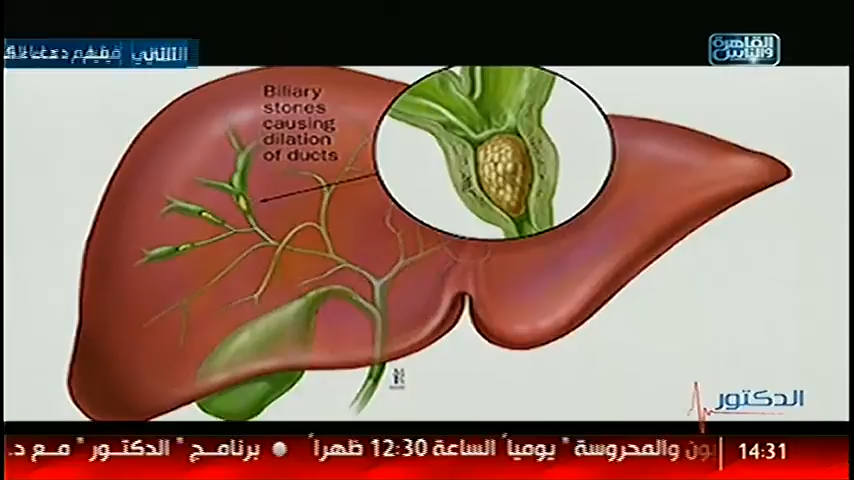 القاهرة
والناس
Biliary
stones
causing
dilation
of ducts
الدكتور
ون والمحروسة " يومياً الساعة 12:30 ظهراً ● برنامج " الدكتور " مع د.
14:31